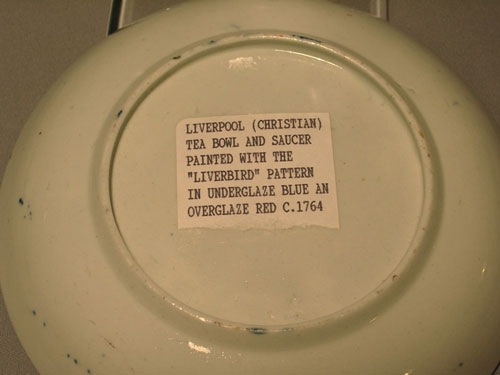 LIVERPOOL (CHRISTIAN)
TEA BOWL AND SAUCER
PAINTED WITH THE
"LIVERBIRD" PATTERN
IN UNDERGLAZE BLUE AN
OVERGLAZE RED C.1764